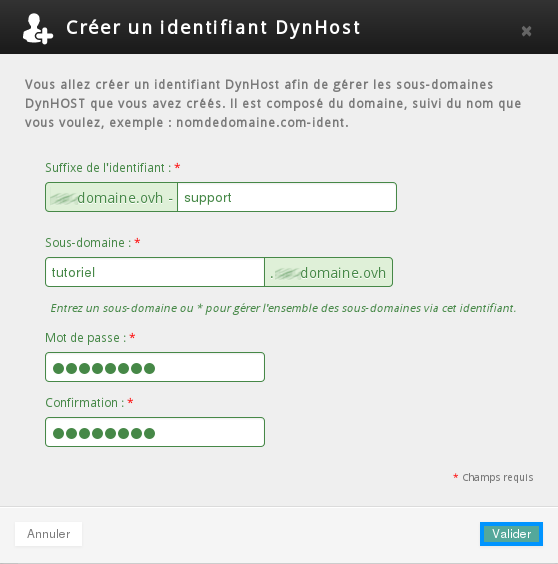 Créer un identifiant DynHost
Vous allez créer un identifiant DynHost afin de gérer les sous-domaines
DynHOST que vous avez créés. Il est composé du domaine, suivi du nom que
vous voulez, exemple : nomdedomaine.com-ident.
Suffixe de l'identifiant : *
domaine.ovh - support
Sous-domaine : *
tutoriel . domaine.ovh
Entrez un sous-domaine ou * pour gérer l'ensemble des sous-domaines via cet identifiant.
Mot de passe : *
●●●●●●●●
Confirmation : *
●●●●●●●●
* Champs requis
Annuler Valider